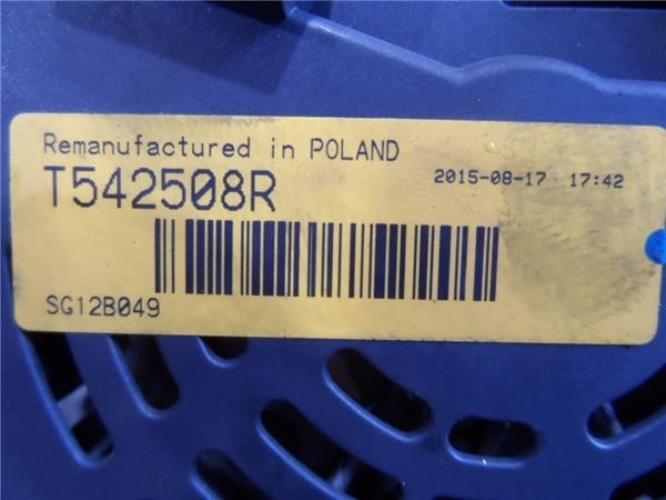 Remanufactured in POLAND
T542508R 2015-08-17 17:42
SG12B049